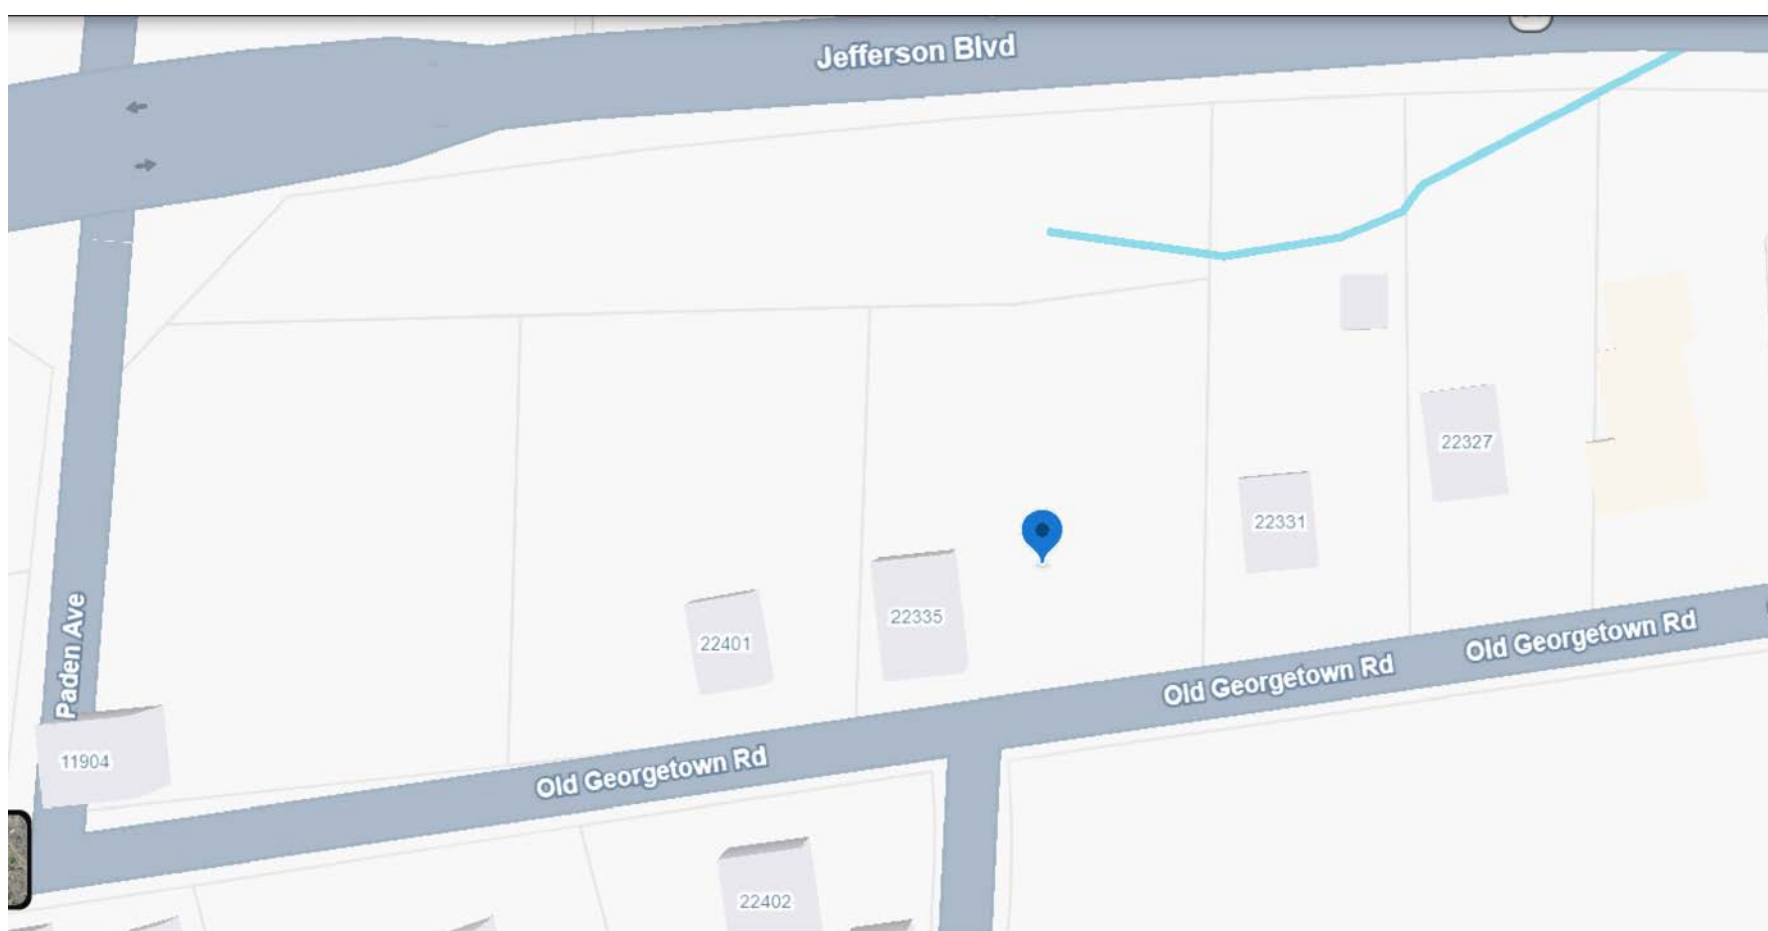 Jefferson Blvd
22327
22331
22335
22401
Paden Ave
Old Georgetown Rd
Old Georgetown Rd
Old Georgetown Rd
11904
22402